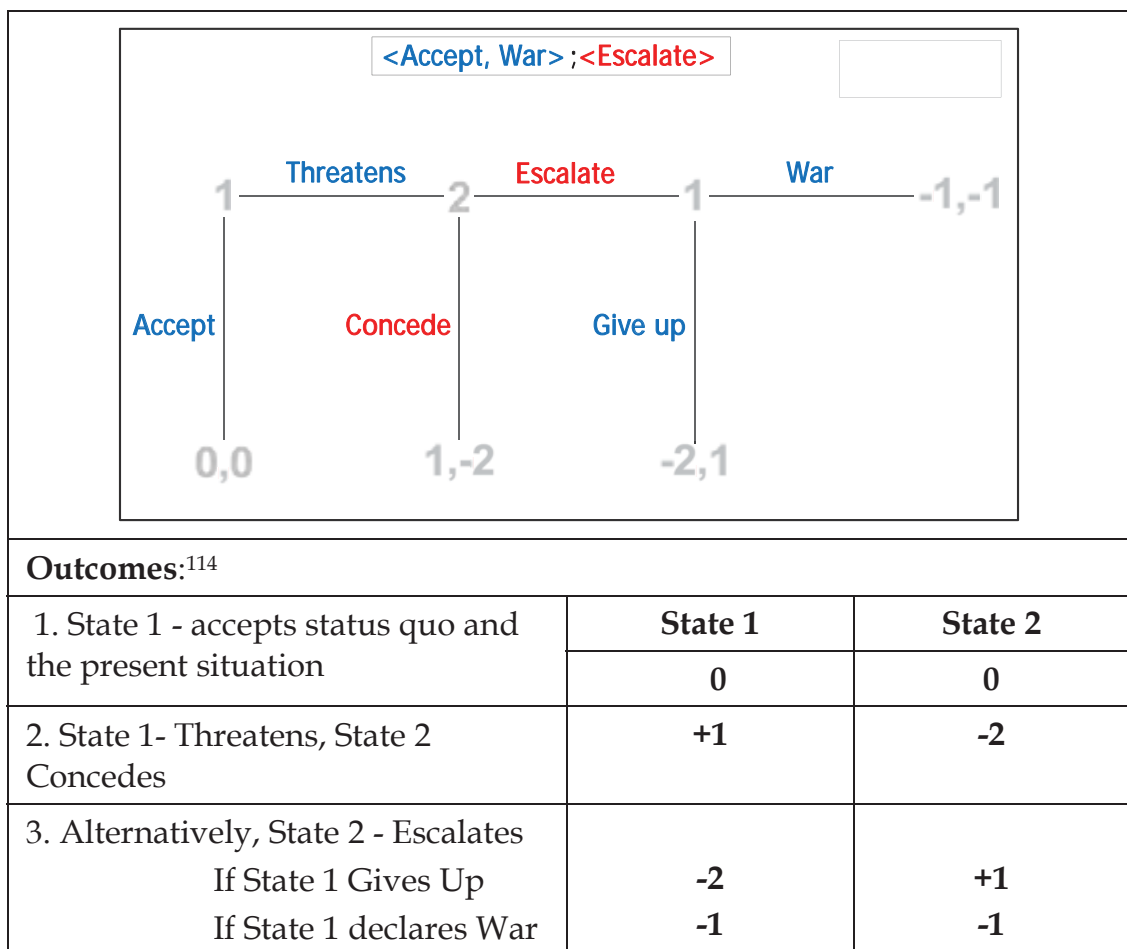 <Accept, War> ;<Escalate>
Threatens Escalate War
1 2 1 -1,-1
Accept Concede Give up
0,0 1,-2 -2,1
Outcomes:114
1. State 1 - accepts status quo and
the present situation
State 1 State 2
0 0
2. State 1- Threatens, State 2
Concedes
+1 -2
3. Alternatively, State 2 - Escalates
If State 1 Gives Up -2 +1
If State 1 declares War -1 -1